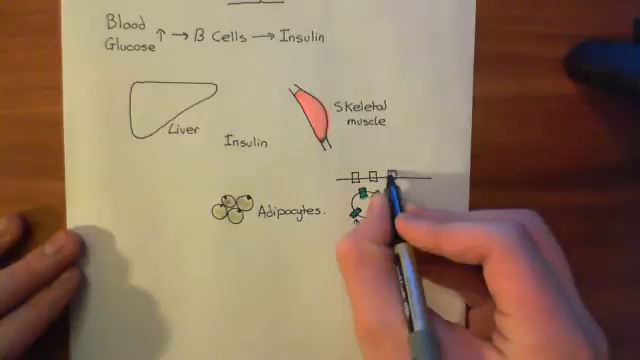 Blood
Glucose ↑ → B Cells → Insulin
Liver
Skeletal
muscle
Insulin
Adipocytes.